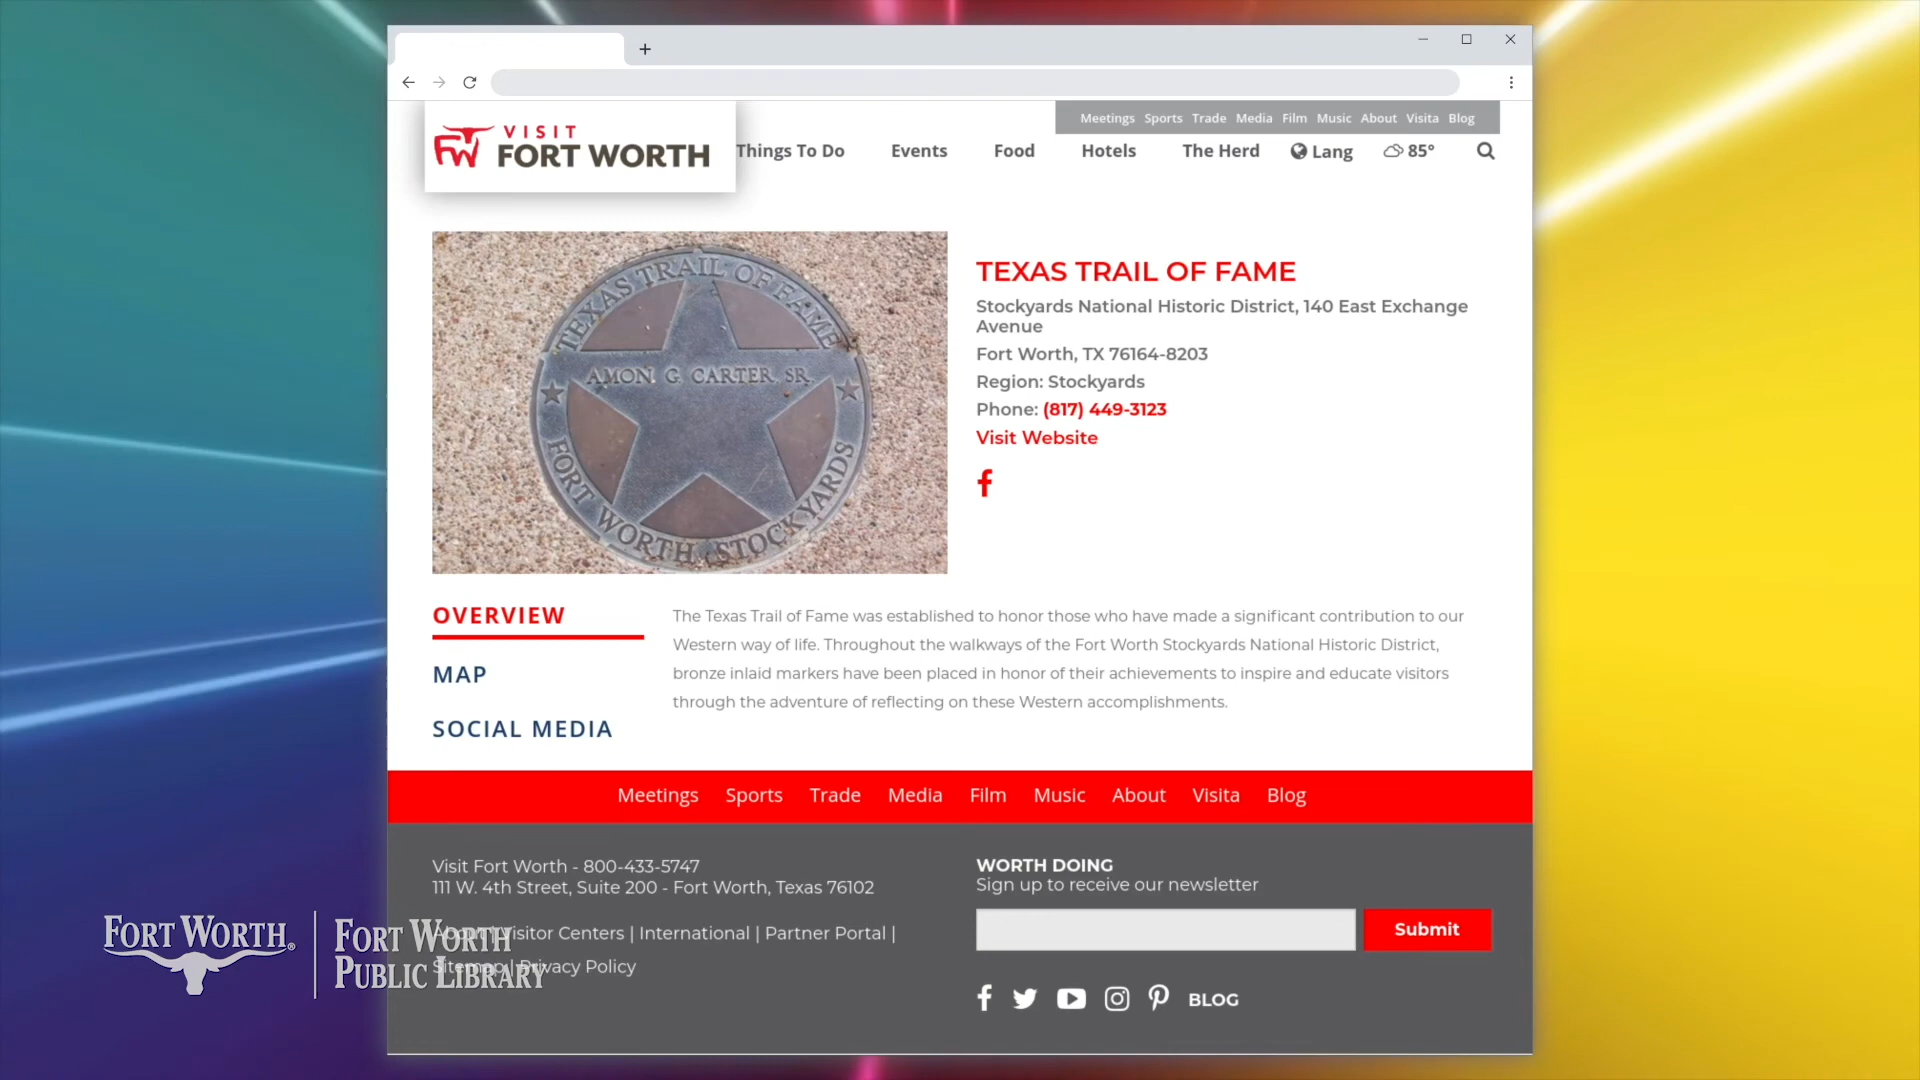 Meetings Sports Trade Media Film Music About Visita Blog
VISIT
FORT WORTH
Things To Do Events Food Hotels The Herd Lang 85°
TEXAS TRAIL OF FAME
AMON G. CARTER SR.
FORT WORTH STOCKYARDS
TEXAS TRAIL OF FAME
Stockyards National Historic District, 140 East Exchange
Avenue
Fort Worth, TX 76164-8203
Region: Stockyards
Phone: (817) 449-3123
Visit Website
OVERVIEW
MAP
SOCIAL MEDIA
The Texas Trail of Fame was established to honor those who have made a significant contribution to our
Western way of life. Throughout the walkways of the Fort Worth Stockyards National Historic District,
bronze inlaid markers have been placed in honor of their achievements to inspire and educate visitors
through the adventure of reflecting on these Western accomplishments.
Meetings Sports Trade Media Film Music About Visita Blog
Visit Fort Worth - 800-433-5747
111 W. 4th Street, Suite 200 - Fort Worth, Texas 76102
About | Visitor Centers | International | Partner Portal |
Sitemap | Privacy Policy
WORTH DOING
Sign up to receive our newsletter
Submit
BLOG
FORT WORTH®
FORT WORTH
PUBLIC LIBRARY